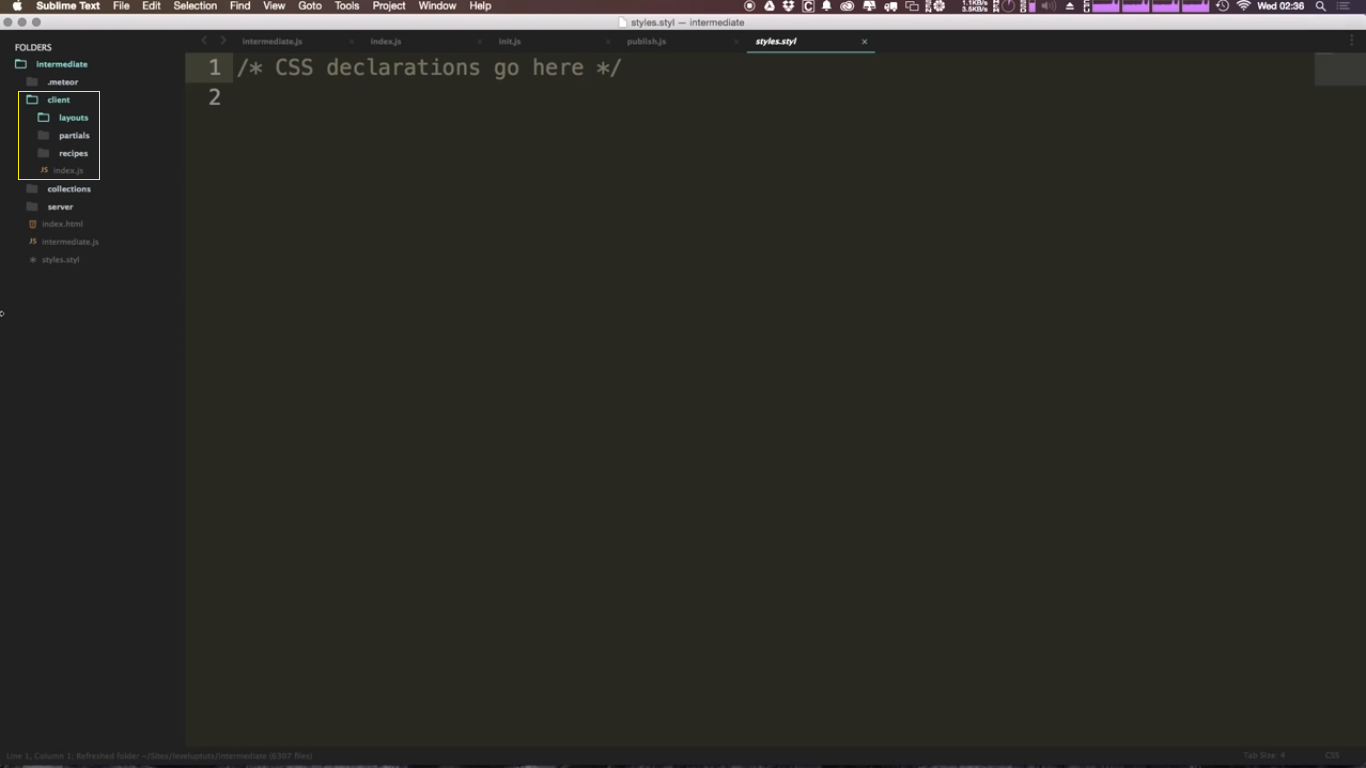 Sublime Text File Edit Selection Find View Goto Tools Project Window Help 1.1KB/s 3.5KB/s Wed 02:36
styles.styl — intermediate
FOLDERS
intermediate
.meteor
client
layouts
partials
recipes
index.js
collections
server
index.html
intermediate.js
styles.styl
intermediate.js index.js init.js publish.js styles.styl
1 /* CSS declarations go here */
2
Line 1, Column 1; Refreshed folder ~/Sites/leveluptuts/intermediate (6307 files) Tab Size: 4 CSS